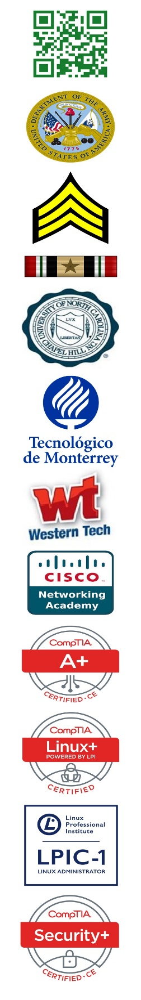 DEPARTMENT OF THE ARMY
UNITED STATES OF AMERICA
1775
UNIVERSITY OF NORTH CAROLINA
CHAPEL HILL N.C.
LVX
LIBERTAS
®
Tecnológico
de Monterrey
wt
Western Tech
CISCO
Networking
Academy
CompTIA.
A+
CERTIFIED • CE
CompTIA.
Linux+
POWERED BY LPI
CERTIFIED
Linux
Professional
Institute
LPIC-1
LINUX ADMINISTRATOR
CompTIA.
Security+
CERTIFIED • CE